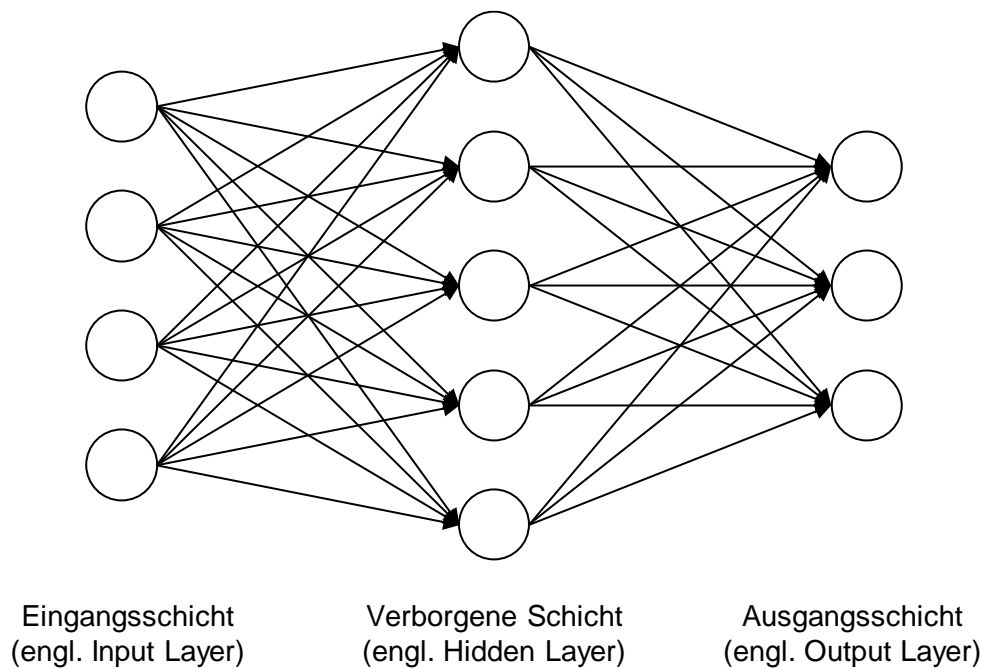 Eingangsschicht
(engl. Input Layer)
Verborgene Schicht
(engl. Hidden Layer)
Ausgangsschicht
(engl. Output Layer)